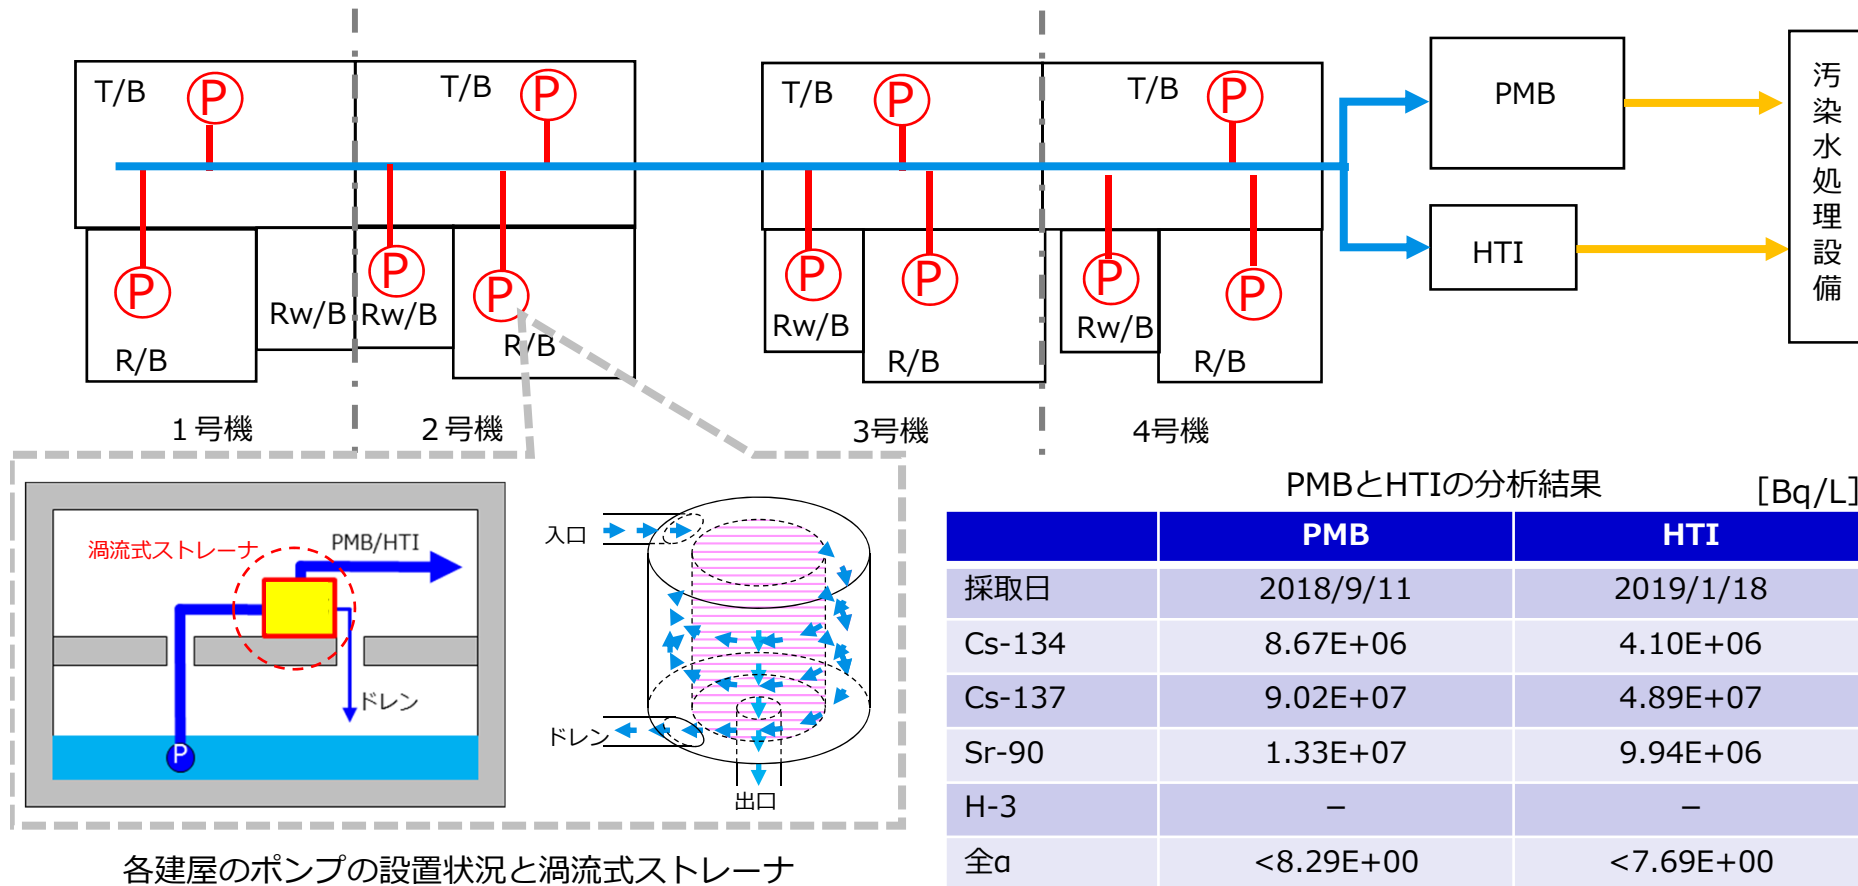 T/B
P
T/B
P
T/B
P
T/B
P
PMB
汚染水処理設備
P
Rw/B
R/B
P
Rw/B
P
R/B
P
Rw/B
P
R/B
P
Rw/B
P
R/B
HTI
1号機
2号機
3号機
4号機
渦流式ストレーナ
PMB/HTI
ドレン
P
入口
ドレン
出口
各建屋のポンプの設置状況と渦流式ストレーナ
PMBとHTIの分析結果 [Bq/L]
PMB HTI
採取日 2018/9/11 2019/1/18
Cs-134 8.67E+06 4.10E+06
Cs-137 9.02E+07 4.89E+07
Sr-90 1.33E+07 9.94E+06
H-3 − −
全α <8.29E+00 <7.69E+00